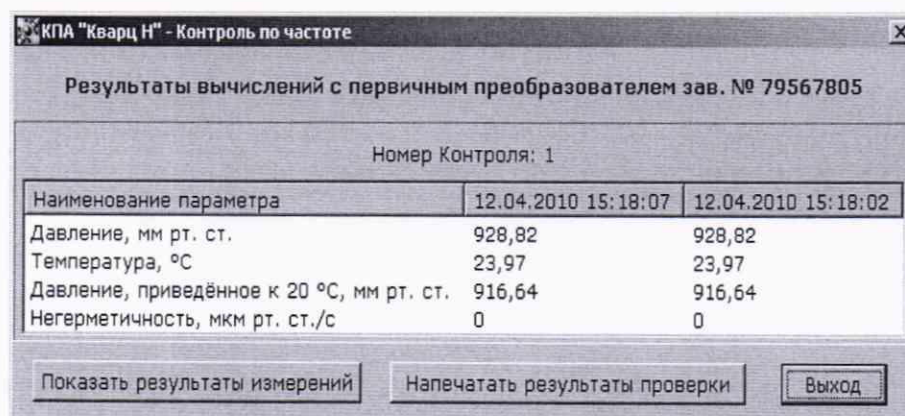 КПА "Кварц Н" - Контроль по частоте
Результаты вычислений с первичным преобразователем зав. № 79567805
Номер Контроля: 1
Наименование параметра 12.04.2010 15:18:07 12.04.2010 15:18:02
Давление, мм рт. ст. 928,82 928,82
Температура, ºС 23,97 23,97
Давление, приведённое к 20 ºС, мм рт. ст. 916,64 916,64
Негерметичность, мкм рт. ст./с 0 0
Показать результаты измерений Напечатать результаты проверки Выход